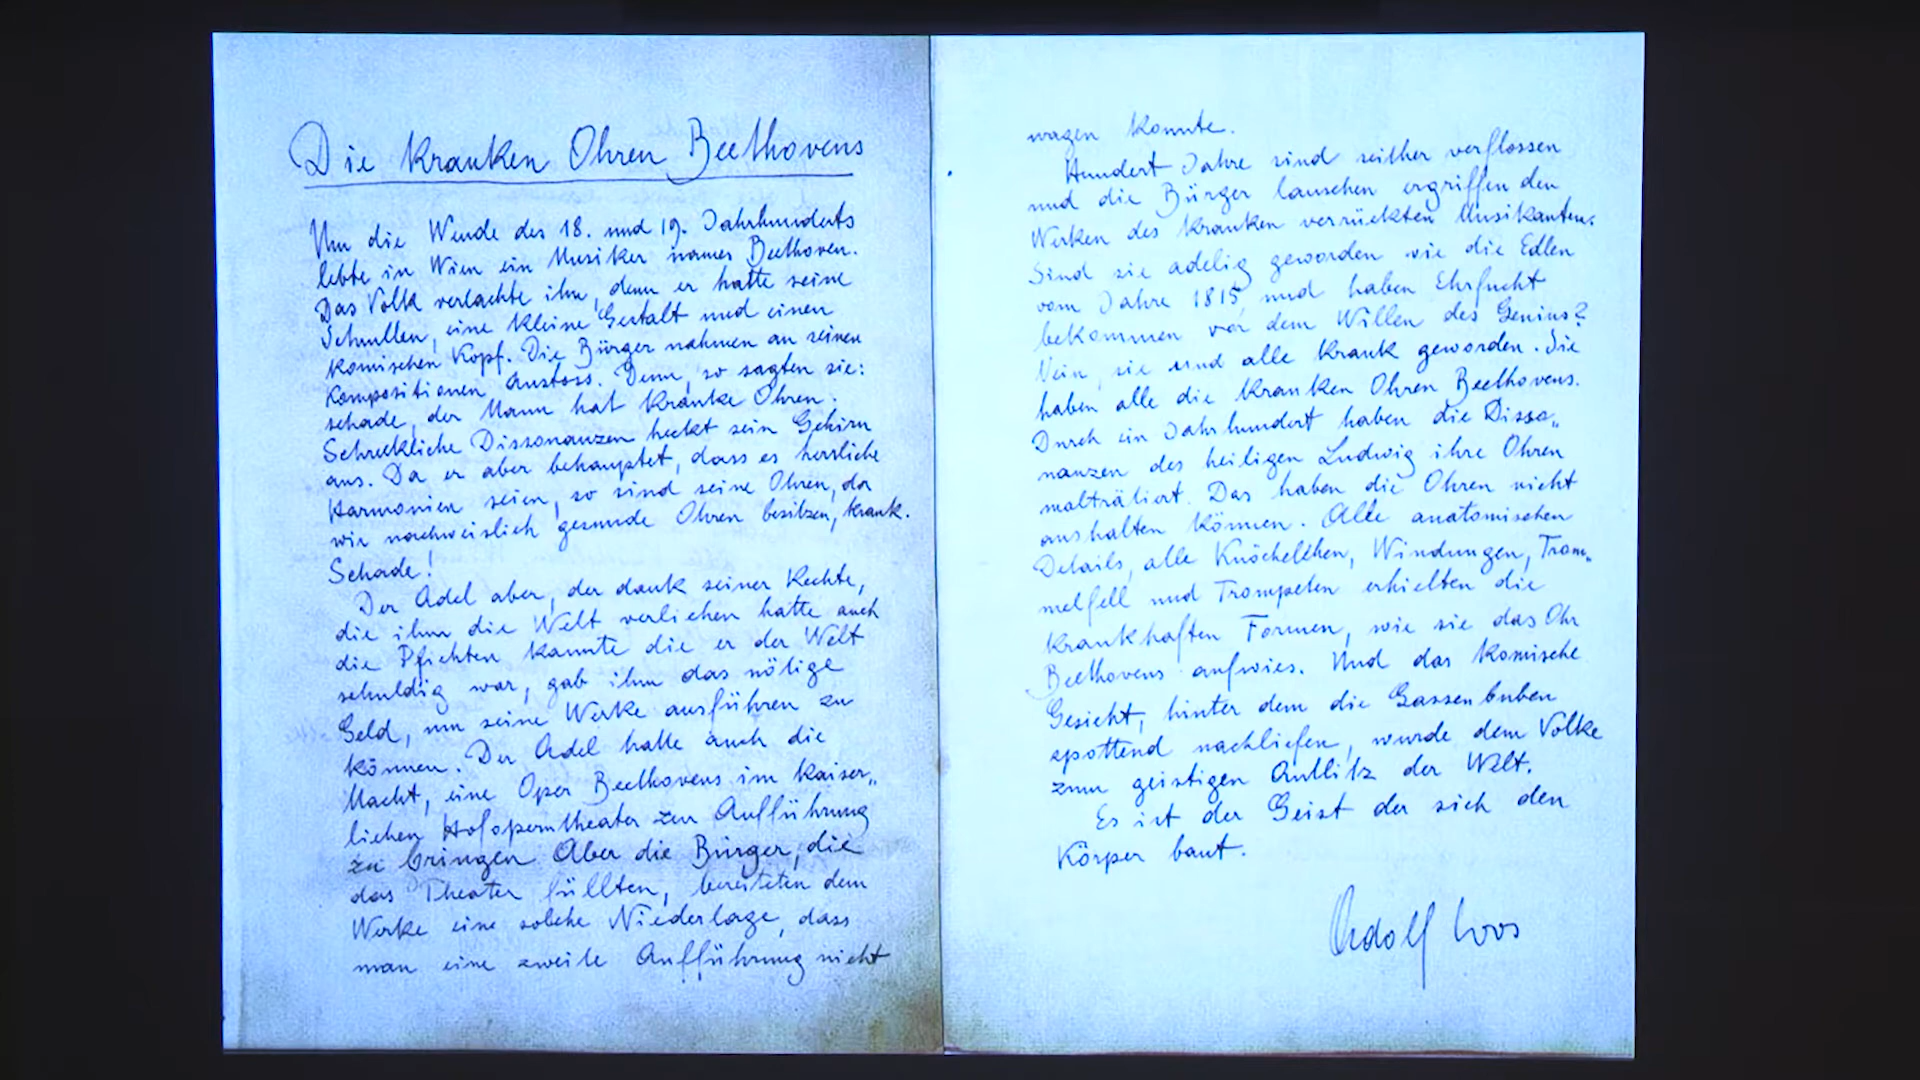 Die kranken Ohren Beethovens
Um die Wende des 18. und 19. Jahrhunderts
lebte in Wien ein Musiker names Beethoven.
Das Volk verlachte ihn, denn er hatte seine
Schrullen, eine kleine Gestalt und einen
komischen Kopf. Die Bürger nahmen an seinen
Kompositionen Anstoss. Denn, so sagten sie:
schade, der Mann hat kranke Ohren.
Schreckliche Dissonanzen heckt sein Gehirn
aus. Da er aber behauptet, dass es herrliche
Harmonien seien, so sind seine Ohren, da
wir nachweislich gesunde Ohren besitzen, krank.
Schade!
Der Adel aber, der dank seiner Rechte,
die ihm die Welt verliehen hatte auch
die Pfichten kannte die er der Welt
schuldig war, gab ihm das nötige
Geld, um seine Werke aufführen zu
können. Der Adel hatte auch die
Macht, eine Oper Beethovens im kaiser„
lichen Hofoperntheater zur Aufführung
zu bringen. Aber die Bürger, die
das Theater füllten, bereiteten dem
Werke eine solche Niederlage, dass
man eine zweite Aufführung nicht
wagen konnte.
Hundert Jahre sind seither verflossen
und die Bürger lauschen ergriffen den
Werken des kranken verrückten Musikanten.
Sind sie adelig geworden wie die Edlen
vom Jahre 1815 und haben Ehrfucht
bekommen vor dem Willen des Genius?
Nein, sie sind alle krank geworden. Sie
haben alle die kranken Ohren Beethovens.
Durch ein Jahrhundert haben die Disso„
nanzen des heiligen Ludwig ihre Ohren
malträtiert. Das haben die Ohren nicht
aushalten können. Alle anatomischen
Details, alle Knöchelchen, Windungen, Trom„
melfell und Trompeten erhielten die
krankhaften Formen, wie sie das Ohr
Beethovens aufwies. Und das komische
Gesicht, hinter dem die Gassenbuben
spottend nachliefen, wurde dem Volke
zum geistigen Antlitz der Welt.
Es ist der Geist der sich den
Körper baut.
Adolf Loos